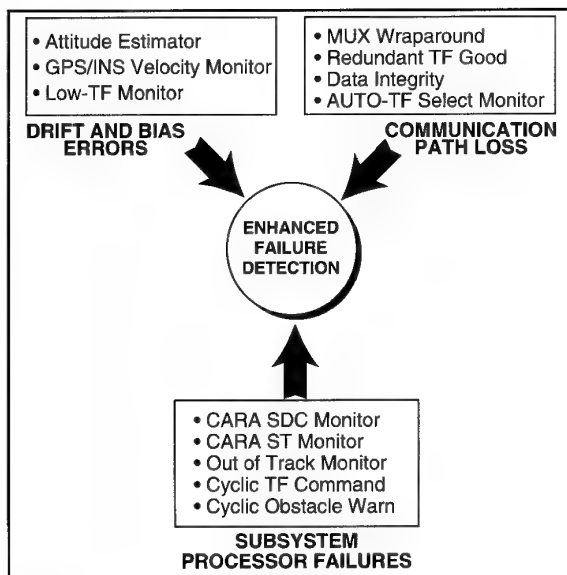 • Attitude Estimator
• GPS/INS Velocity Monitor
• Low-TF Monitor
DRIFT AND BIAS
ERRORS
• MUX Wraparound
• Redundant TF Good
• Data Integrity
• AUTO-TF Select Monitor
COMMUNICATION
PATH LOSS
ENHANCED
FAILURE
DETECTION
• CARA SDC Monitor
• CARA ST Monitor
• Out of Track Monitor
• Cyclic TF Command
• Cyclic Obstacle Warn
SUBSYSTEM
PROCESSOR FAILURES